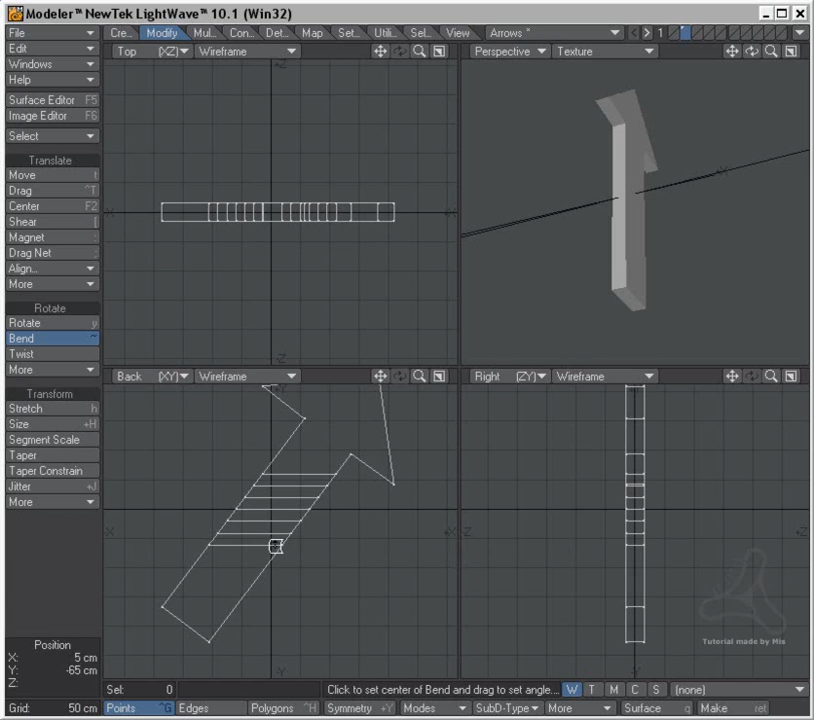 Modeler™ NewTek LightWave™ 10.1 (Win32)
File Cre... Modify Mul... Con... Det... Map Set... Utili... Sel... View Arrows * < > 1
Edit Top (XZ) Wireframe Perspective Texture
Windows
Help
Surface Editor F5
Image Editor F6
Select
Translate
Move t
Drag ^T
Center F2
Shear [
Magnet :
Drag Net ;
Align...
More
Rotate
Rotate y
Bend ~
Twist
More
Back (XY) Wireframe Right (ZY) Wireframe
Transform
Stretch h
Size +H
Segment Scale
Taper
Taper Constrain
Jitter +J
More
Tutorial made by Mis
Position
X: 5 cm
Y: -65 cm
Z:
Sel: 0 Click to set center of Bend and drag to set angle... W T M C S (none)
Grid: 50 cm Points ^G Edges Polygons ^H Symmetry +Y Modes SubD-Type More Surface q Make ret